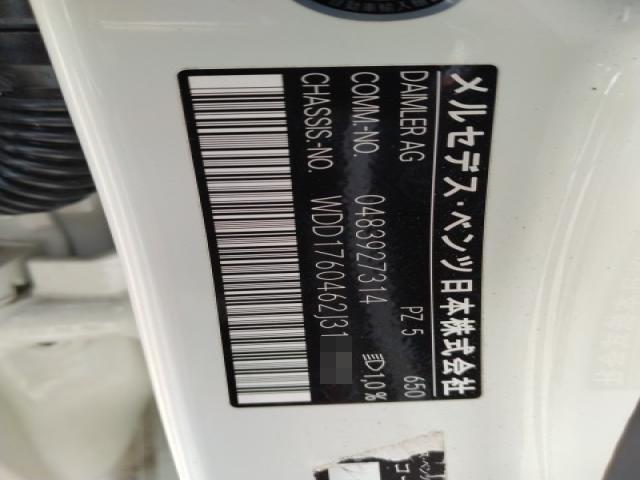 メルセデス・ベンツ日本株式会社
DAIMLER AG PZ 5 650
COMM.-NO. 0483927314 1,0%
CHASSIS-NO. WDD1760462J31